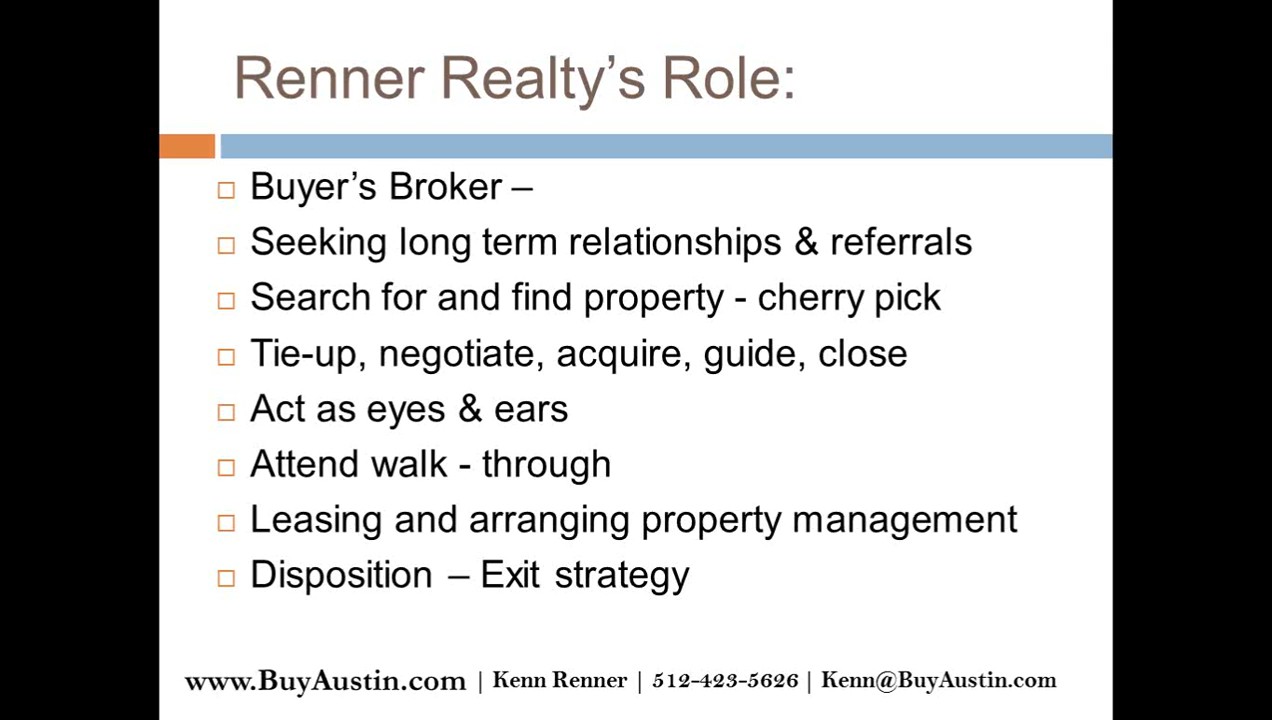 Renner Realty’s Role:
Buyer’s Broker –
Seeking long term relationships & referrals
Search for and find property - cherry pick
Tie-up, negotiate, acquire, guide, close
Act as eyes & ears
Attend walk - through
Leasing and arranging property management
Disposition – Exit strategy
www.BuyAustin.com | Kenn Renner | 512-423-5626 | Kenn@BuyAustin.com